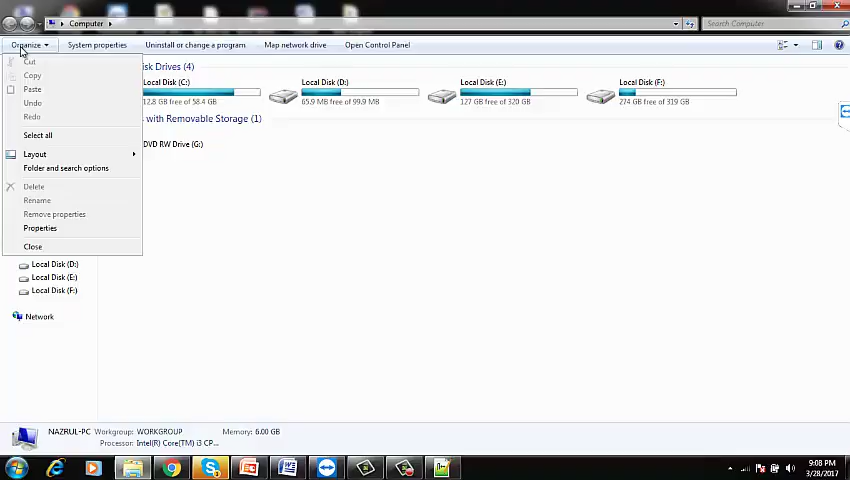 Computer
Search Computer
Organize
System properties
Uninstall or change a program
Map network drive
Open Control Panel
Cut
Copy
Paste
Undo
Redo
Select all
Layout
Folder and search options
Delete
Rename
Remove properties
Properties
Close
sk Drives (4)
Local Disk (C:)
12.8 GB free of 58.4 GB
Local Disk (D:)
65.9 MB free of 99.9 MB
Local Disk (E:)
127 GB free of 320 GB
Local Disk (F:)
274 GB free of 319 GB
s with Removable Storage (1)
DVD RW Drive (G:)
Local Disk (D:)
Local Disk (E:)
Local Disk (F:)
Network
NAZRUL-PC Workgroup: WORKGROUP Memory: 6.00 GB
Processor: Intel(R) Core(TM) i3 CP...
9:08 PM
3/28/2017